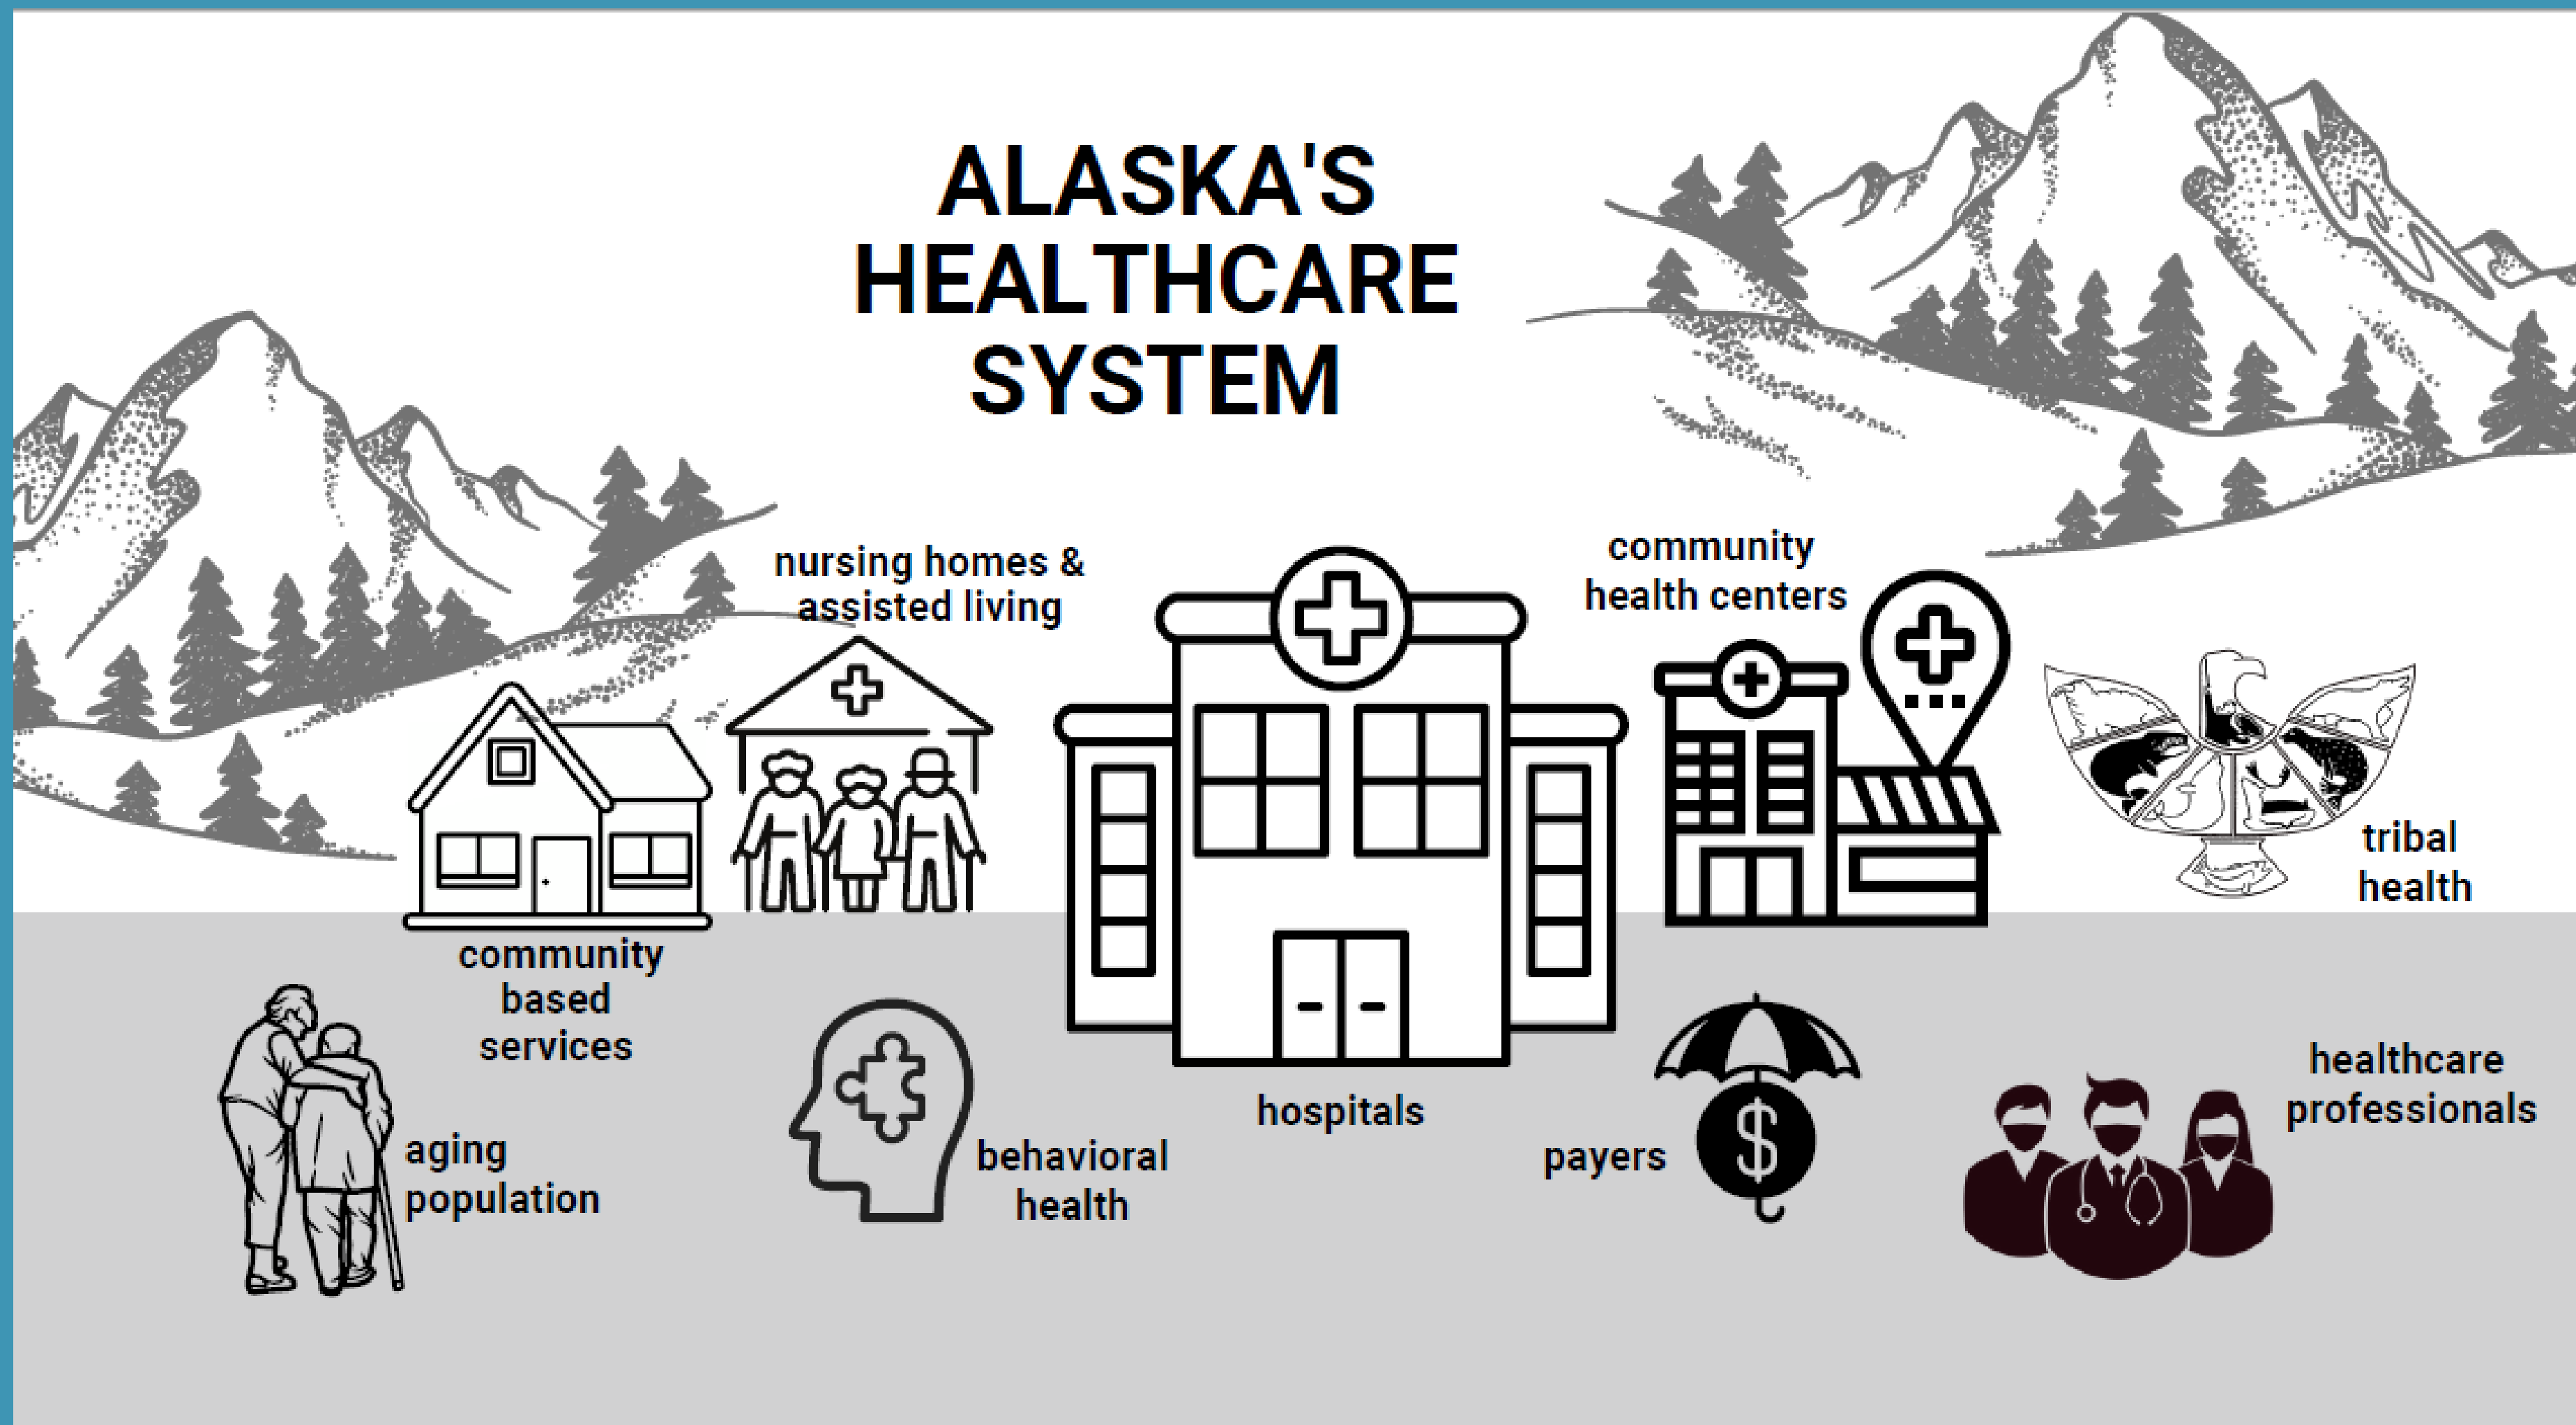 ALASKA'S
HEALTHCARE
SYSTEM
nursing homes &
assisted living
community
health centers
tribal
health
community
based
services
aging
population
behavioral
health
hospitals
payers
$
healthcare
professionals